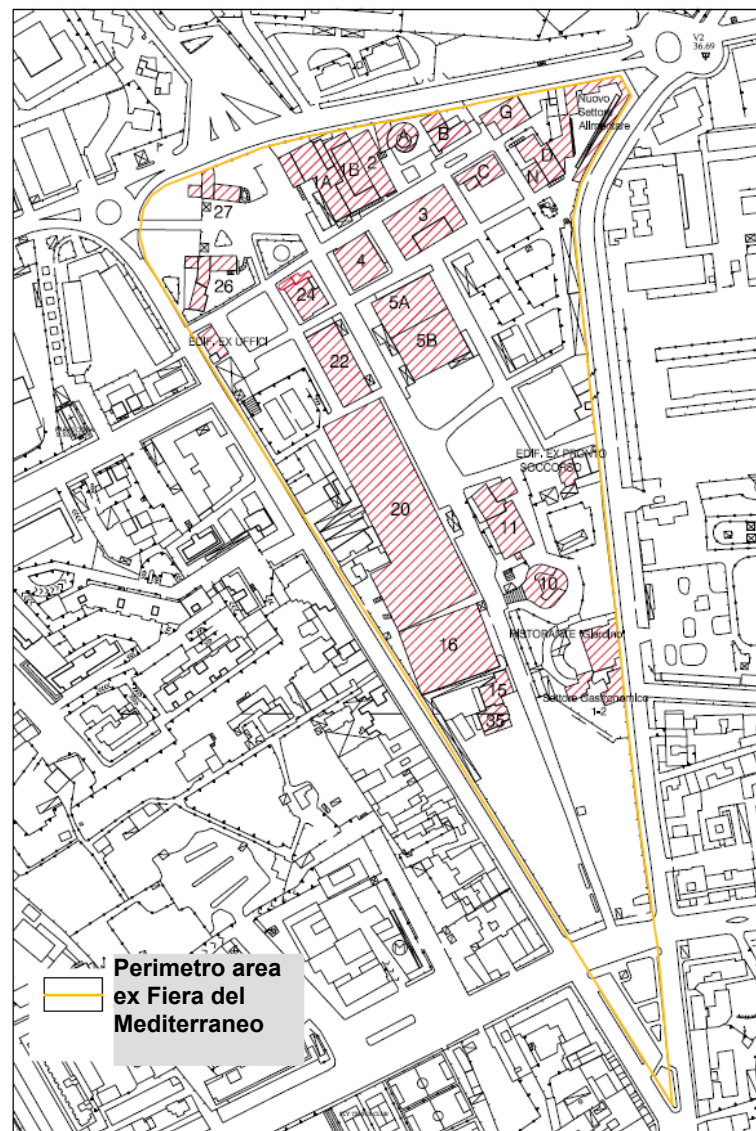 V2
36.69
Nuovo
Settore
Alimentare
G
A
B
2
1B
1A
D
N
C
27
3
4
26
24
5A
5B
EDIF. EX UFFICI
22
EDIF. EX PRONTO
SOCCORSO
20
11
10
RISTORANTE "Giardino"
16
15
Settore Gastronomico
1-2
35
M
Perimetro area
ex Fiera del
Mediterraneo